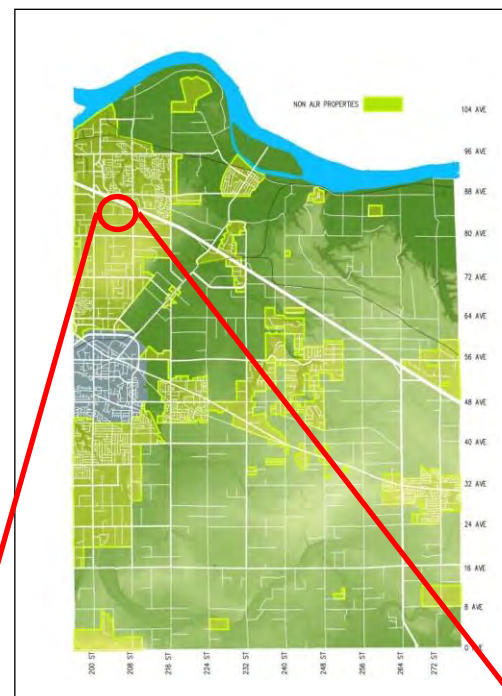 NON ALR PROPERTIES
104 AVE
96 AVE
88 AVE
80 AVE
72 AVE
64 AVE
56 AVE
48 AVE
40 AVE
32 AVE
24 AVE
16 AVE
8 AVE
0 AVE
200 ST
208 ST
216 ST
224 ST
232 ST
240 ST
248 ST
256 ST
264 ST
272 ST